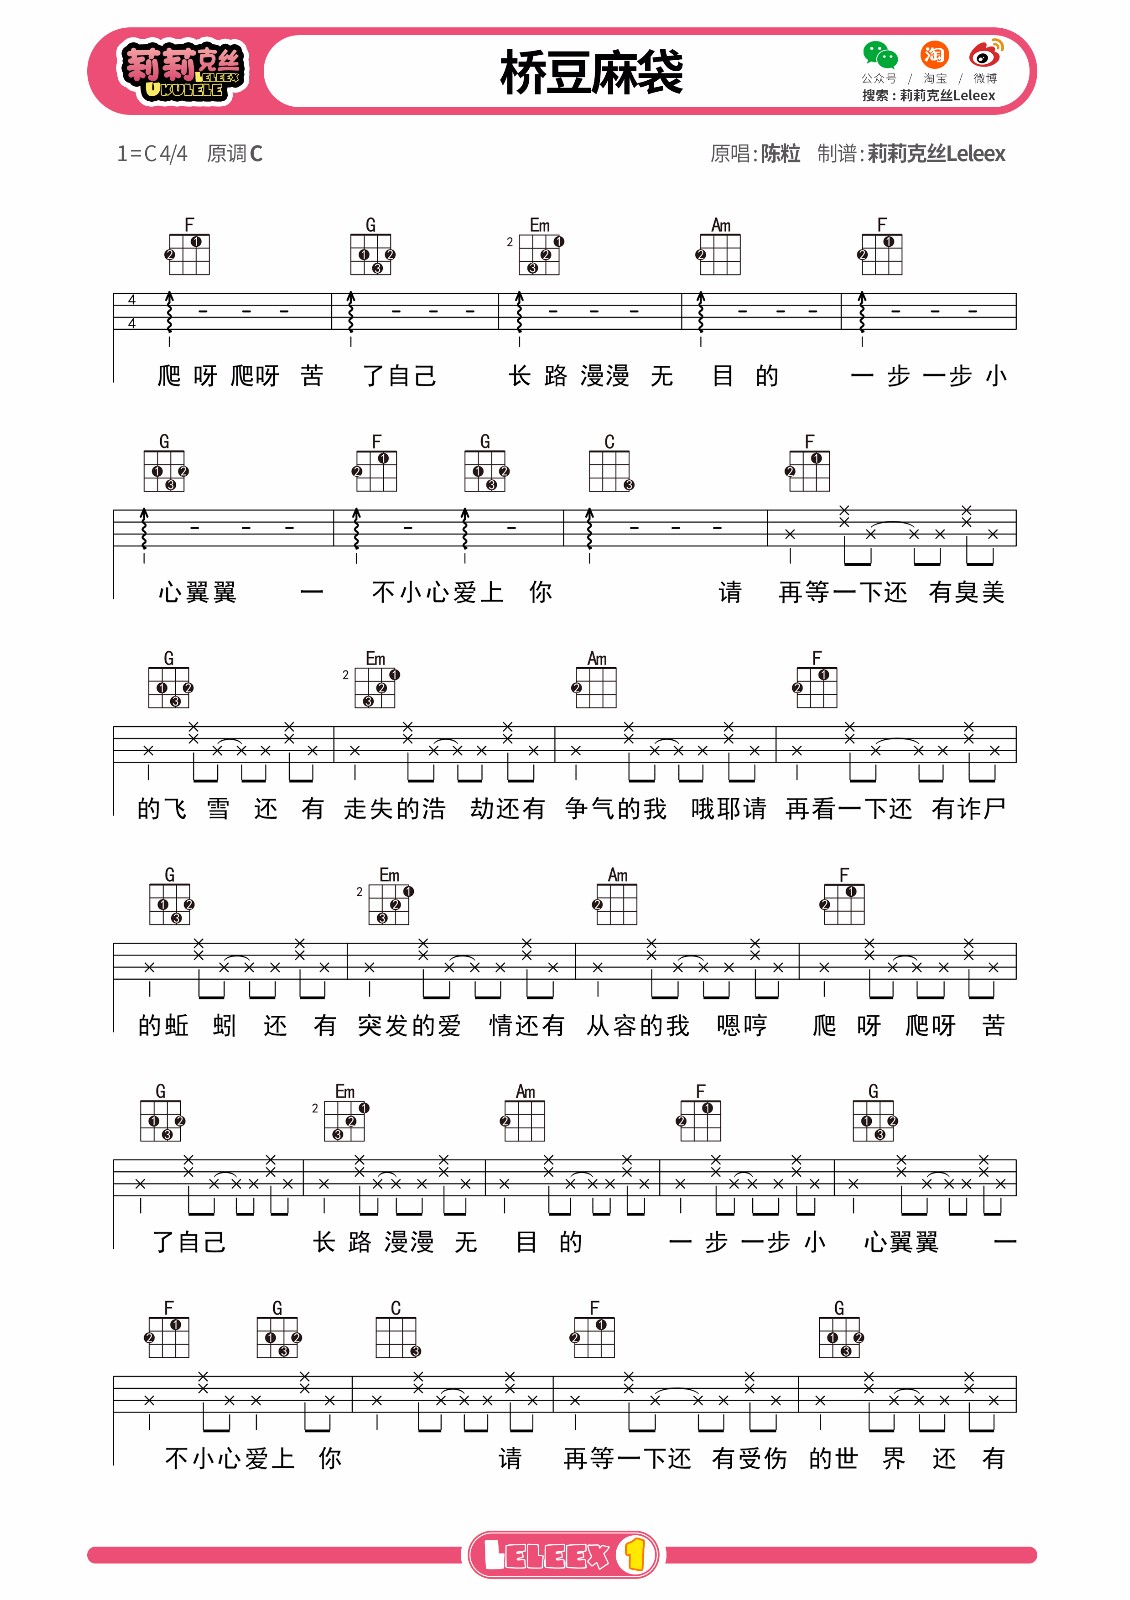 莉莉克丝
LELEEX
UKULELE
桥豆麻袋
公众号 / 淘宝 / 微博
搜索：莉莉克丝Leleex
1=C 4/4 原调C
原唱：陈粒 制谱：莉莉克丝Leleex
F G Em Am F
2
4
4
爬 呀 爬呀 苦 了自己 长 路 漫漫 无 目 的 一 步 一步 小
G F G C F
心翼翼 一 不小心爱上 你 请 再等一下还 有臭美
G Em Am F
2
的飞 雪 还 有 走失的浩 劫还有 争气的我 哦耶请 再看一下还 有诈尸
G Em Am F
2
的蚯 蚓 还 有 突发的爱 情还有 从容的我 嗯哼 爬 呀 爬呀 苦
G Em Am F G
2
了自己 长 路 漫漫 无 目 的 一 步 一步 小 心翼翼 一
F G C F G
不小心爱上 你 请 再等一下还 有受伤 的世 界 还 有
LELEEX 1